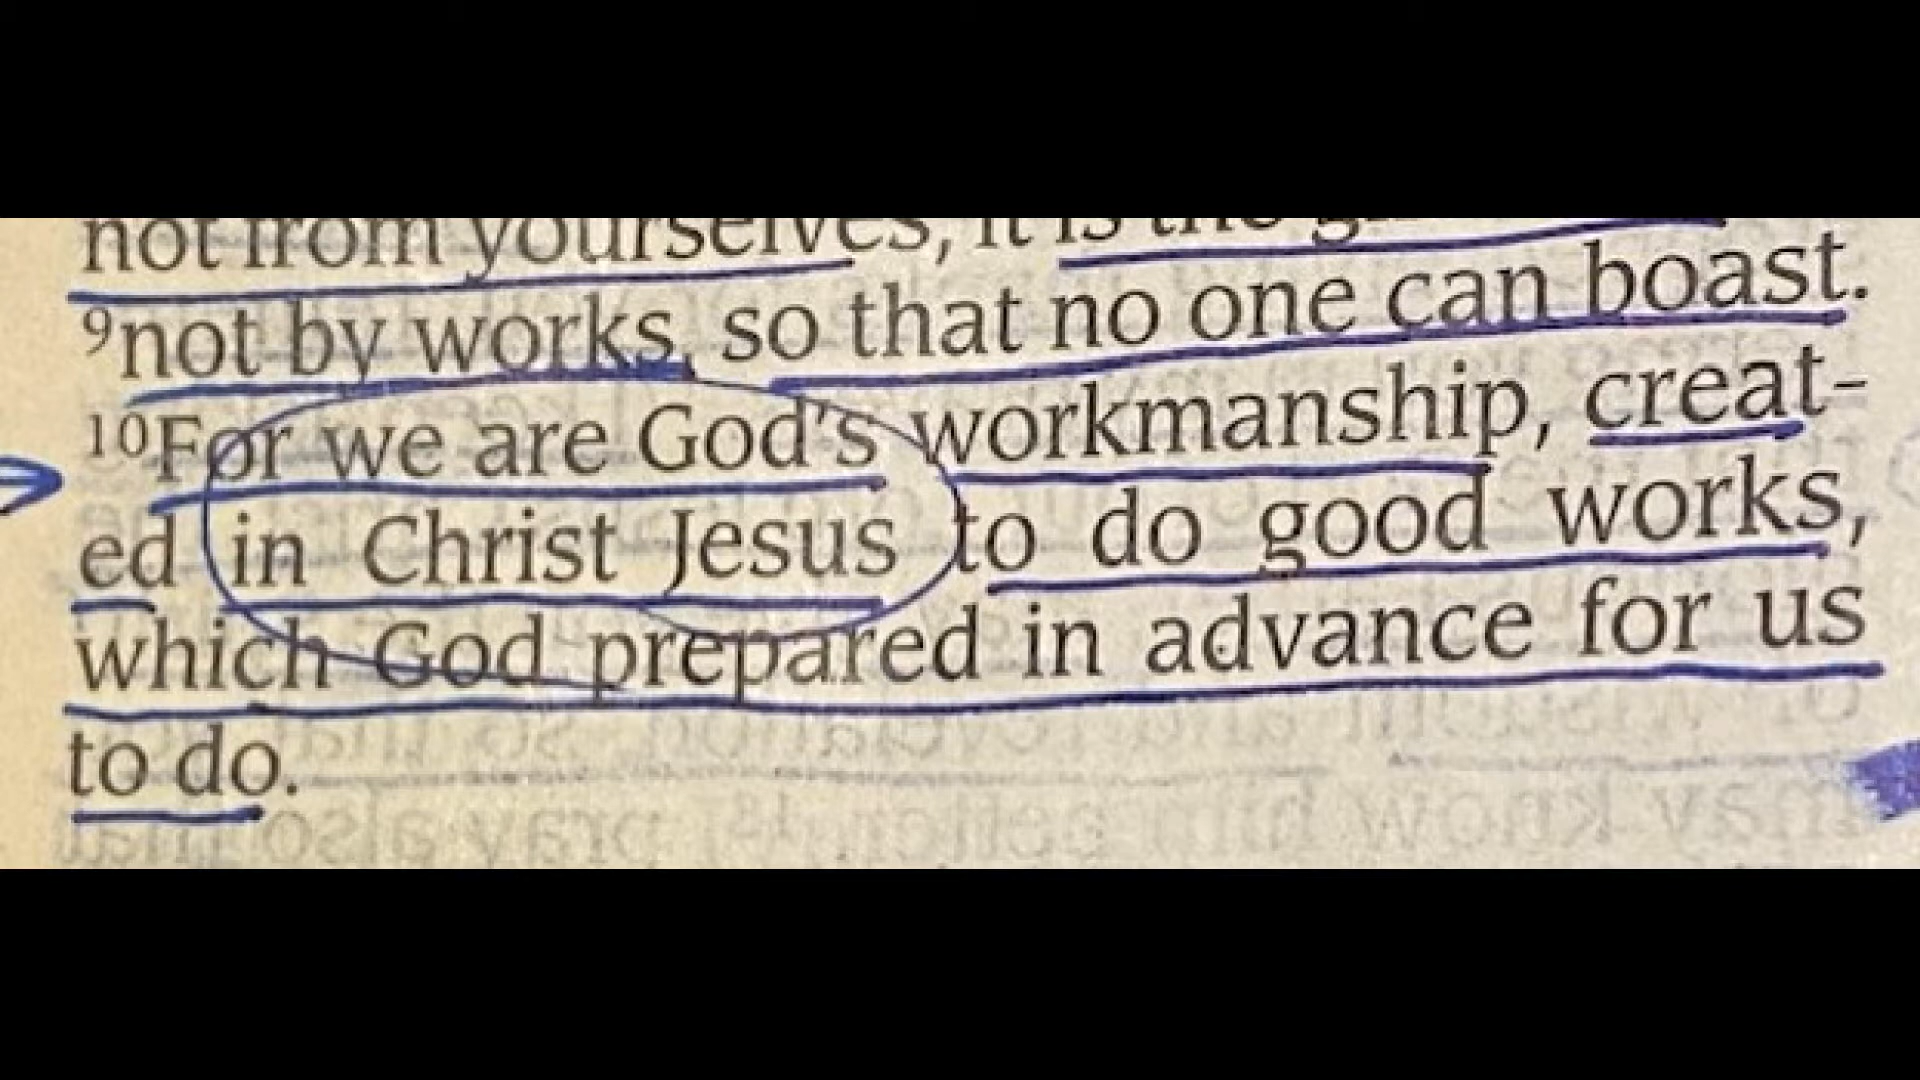 not from yourselves, it is the
⁹not by works, so that no one can boast.
¹⁰For we are God's workmanship, creat-
ed in Christ Jesus to do good works,
which God prepared in advance for us
to do.